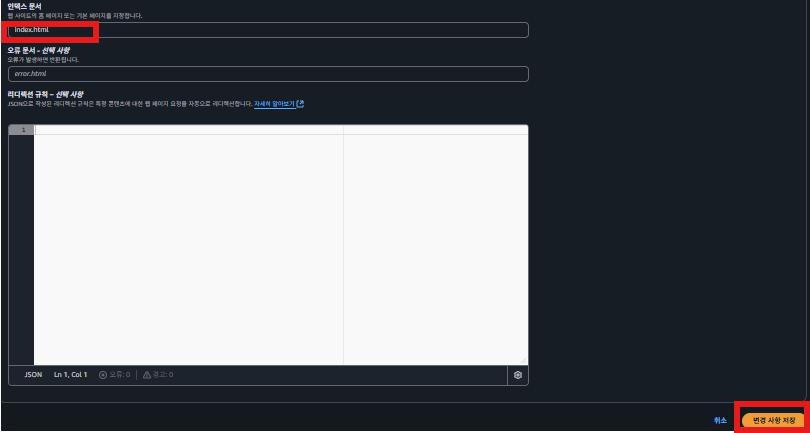 인덱스 문서
웹 사이트의 홈 페이지 또는 기본 페이지를 지정합니다.
index.html
오류 문서 - 선택 사항
오류가 발생하면 반환됩니다.
error.html
리디렉션 규칙 - 선택 사항
JSON으로 작성된 리디렉션 규칙은 특정 콘텐츠에 대한 웹 페이지 요청을 자동으로 리디렉션합니다. 자세히 알아보기
1
JSON Ln 1, Col 1 오류: 0 경고: 0
취소 변경 사항 저장